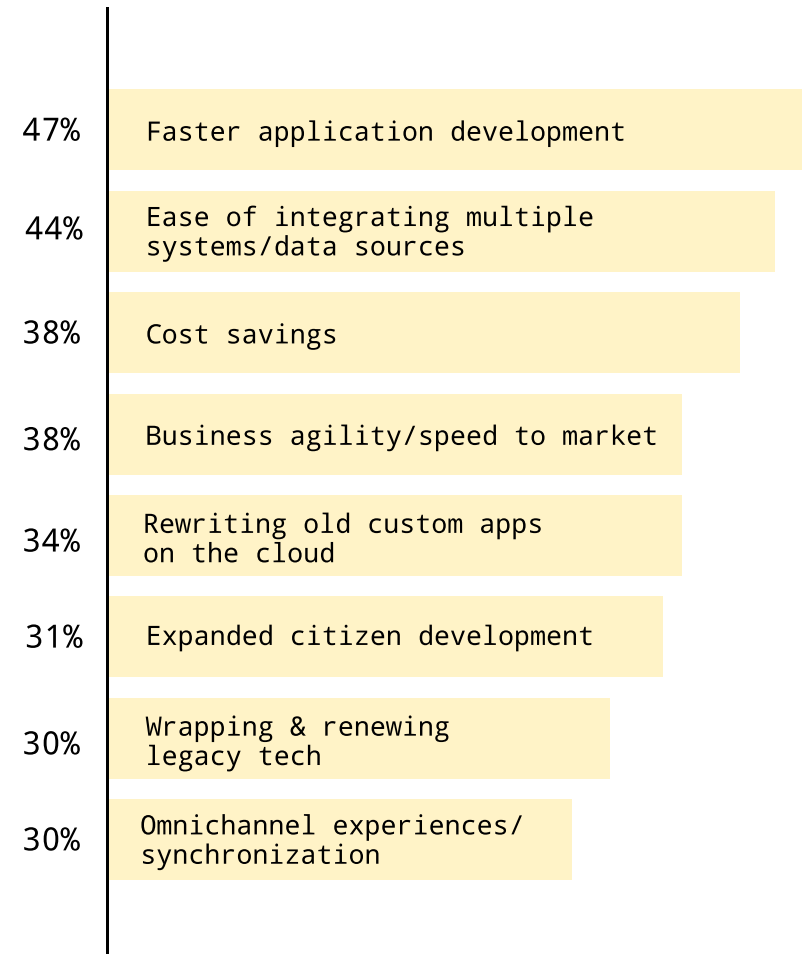 47% Faster application development
44% Ease of integrating multiple
systems/data sources
38% Cost savings
38% Business agility/speed to market
34% Rewriting old custom apps
on the cloud
31% Expanded citizen development
30% Wrapping & renewing
legacy tech
30% Omnichannel experiences/
synchronization